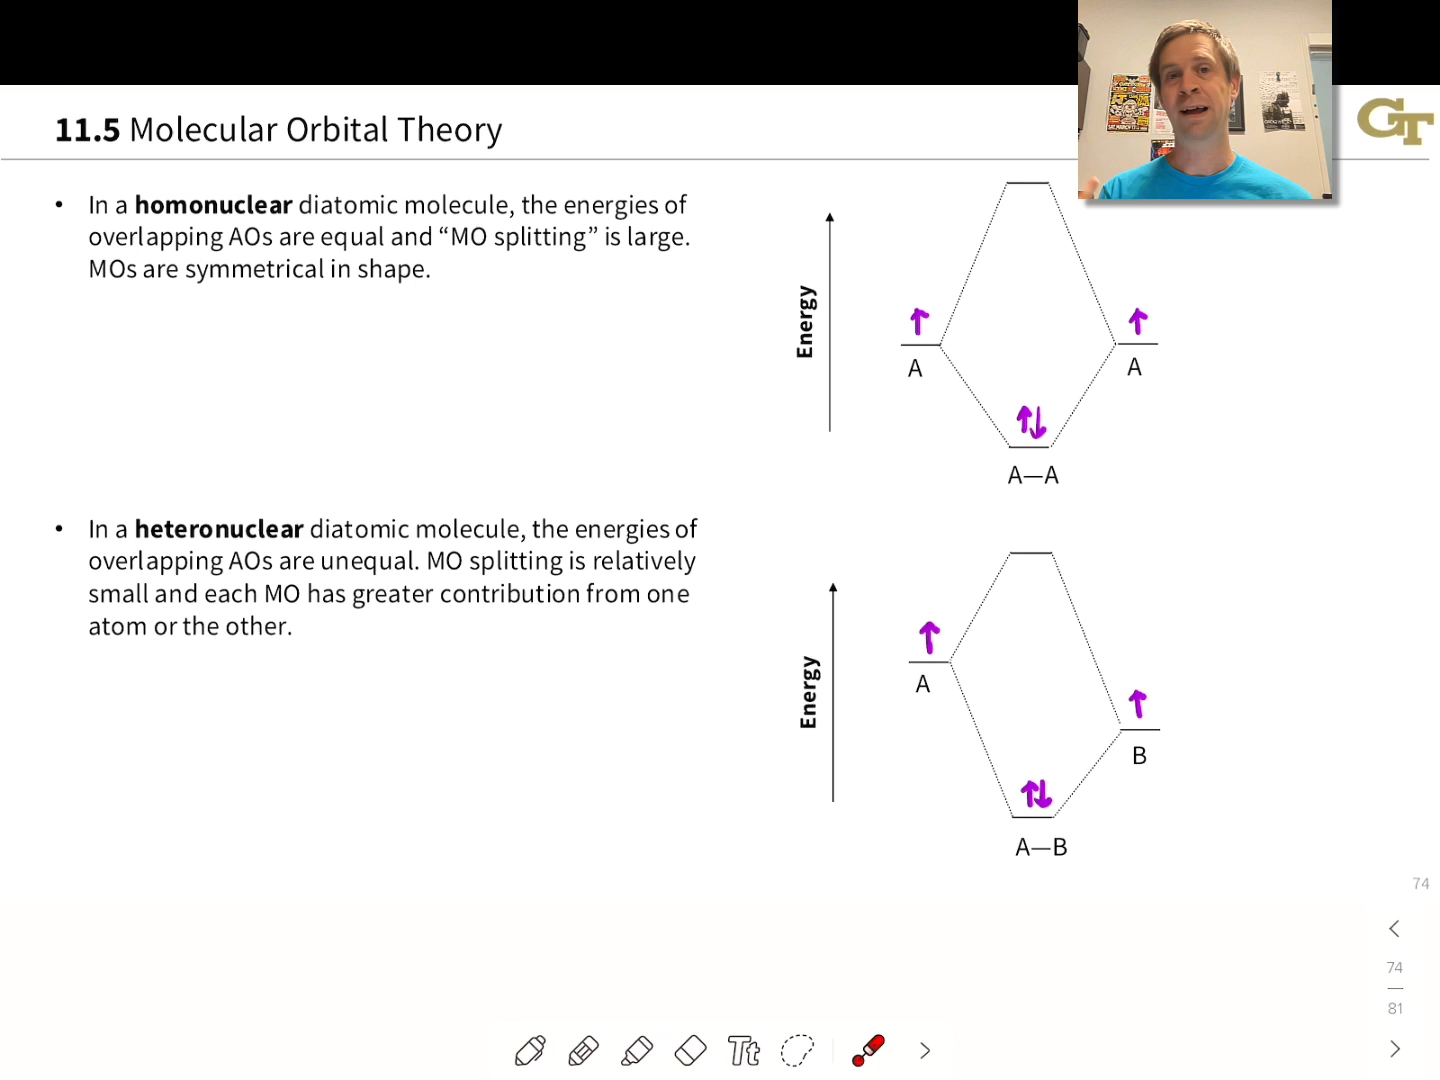 11.5 Molecular Orbital Theory
GT
• In a homonuclear diatomic molecule, the energies of
overlapping AOs are equal and “MO splitting” is large.
MOs are symmetrical in shape.
Energy
A
A
A—A
• In a heteronuclear diatomic molecule, the energies of
overlapping AOs are unequal. MO splitting is relatively
small and each MO has greater contribution from one
atom or the other.
Energy
A
B
A—B
74
74
81
Tt